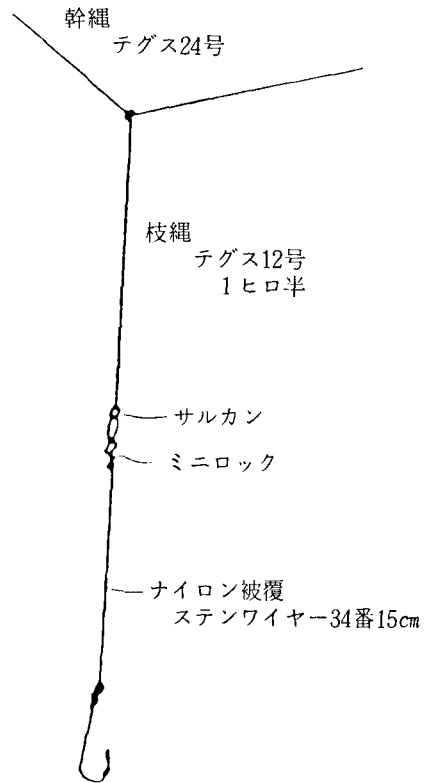 幹縄
テグス24号
枝縄
テグス12号
1ヒロ半
サルカン
ミニロック
ナイロン被覆
ステンワイヤー34番15cm